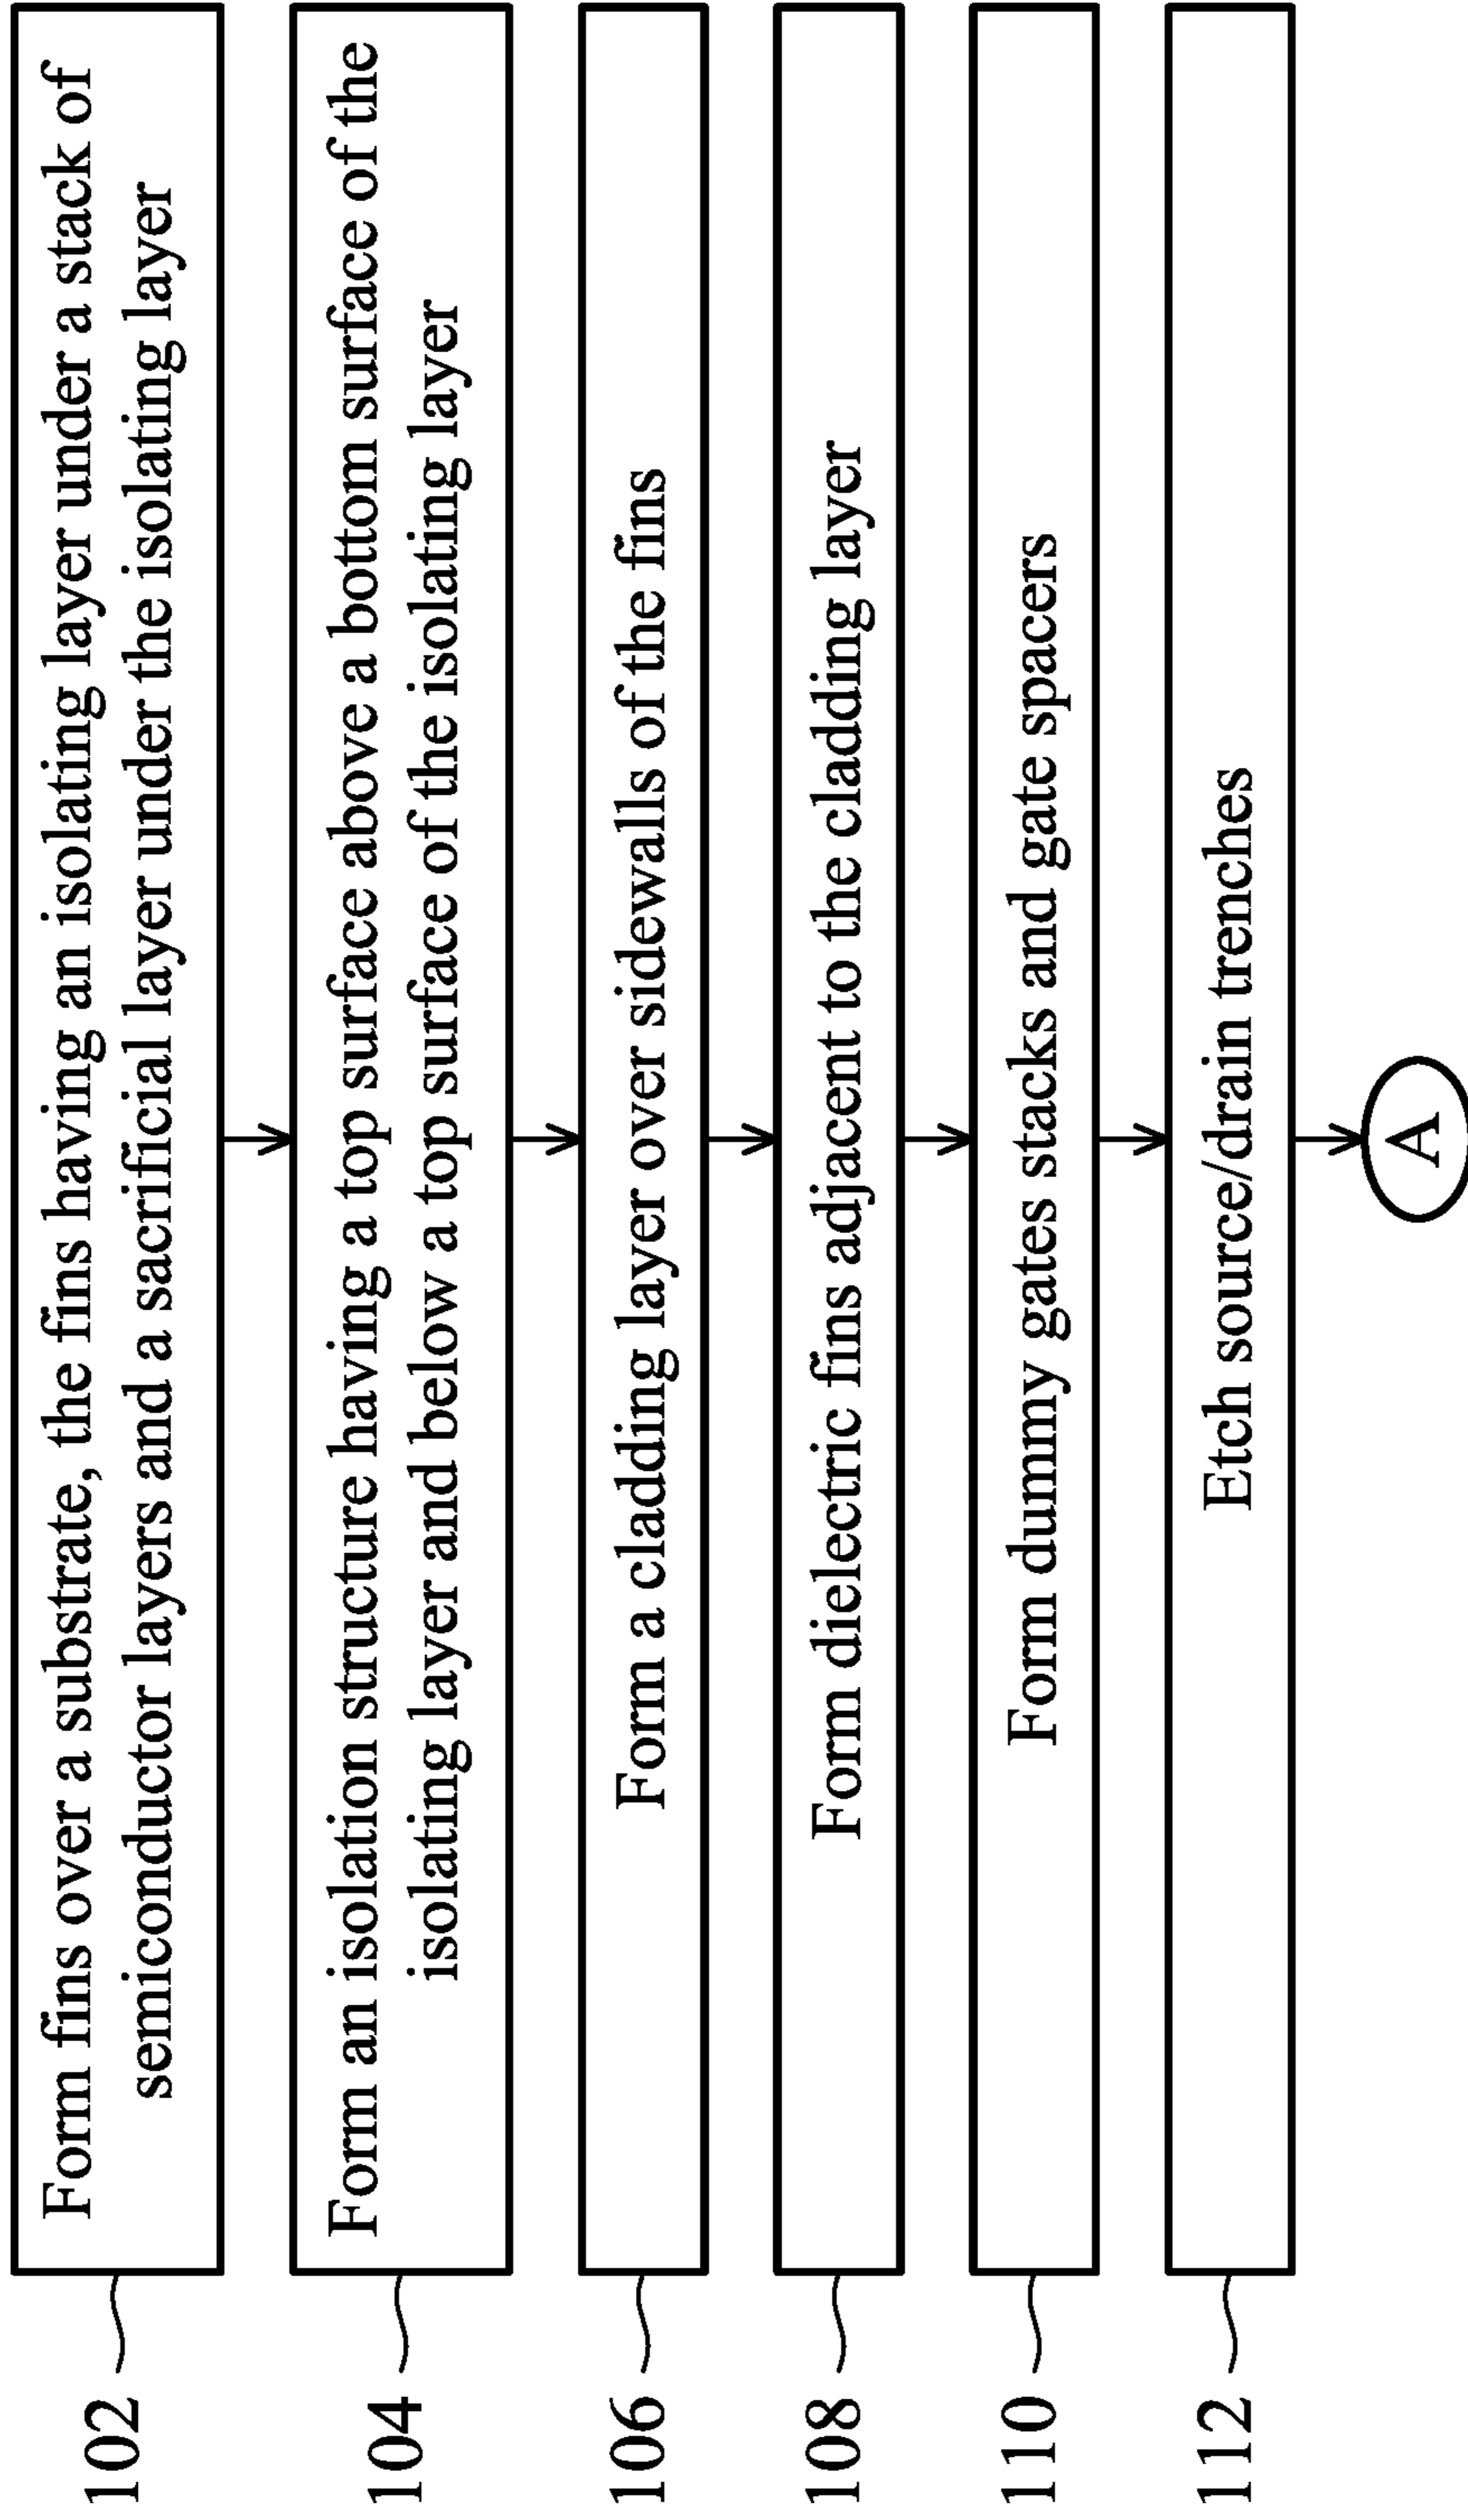 102
Form fins over a substrate, the fins having an isolating layer under a stack of
semiconductor layers and a sacrificial layer under the isolating layer
104
Form an isolation structure having a top surface above a bottom surface of the
isolating layer and below a top surface of the isolating layer
106
Form a cladding layer over sidewalls of the fins
108
Form dielectric fins adjacent to the cladding layer
110
Form dummy gates stacks and gate spacers
112
Etch source/drain trenches
A